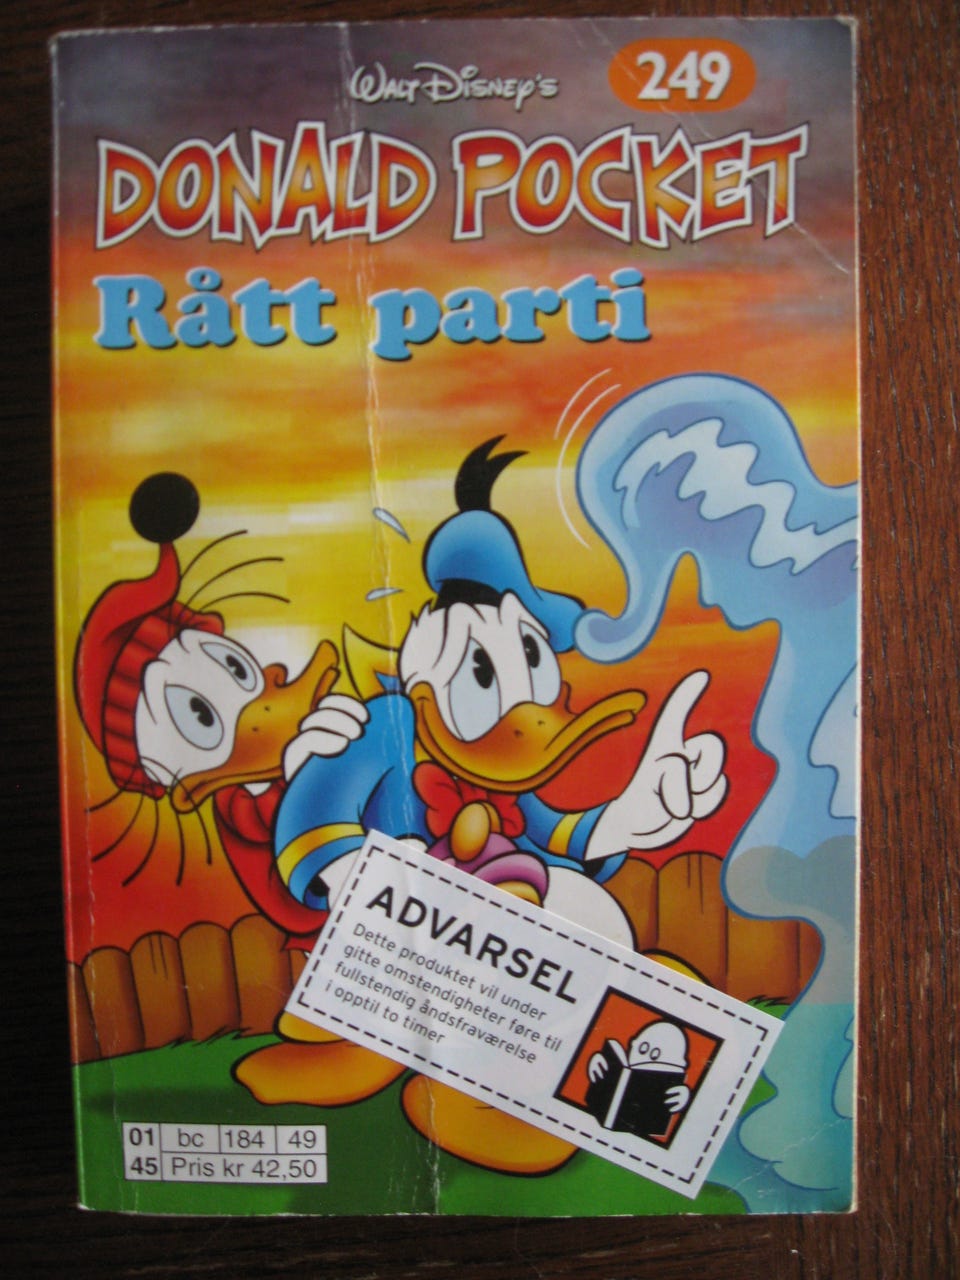 WALT DISNEY'S
249
DONALD POCKET
Rått parti
ADVARSEL
Dette produktet vil under
gitte omstendigheter føre til
fullstendig åndsfraværelse
i opptil to timer
01 bc 184 49
45 Pris kr 42,50